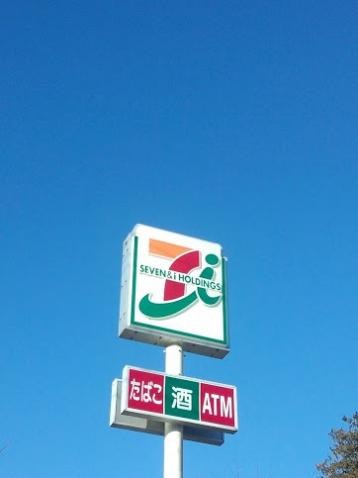 SEVEN & i HOLDINGS
たばこ 酒 ATM